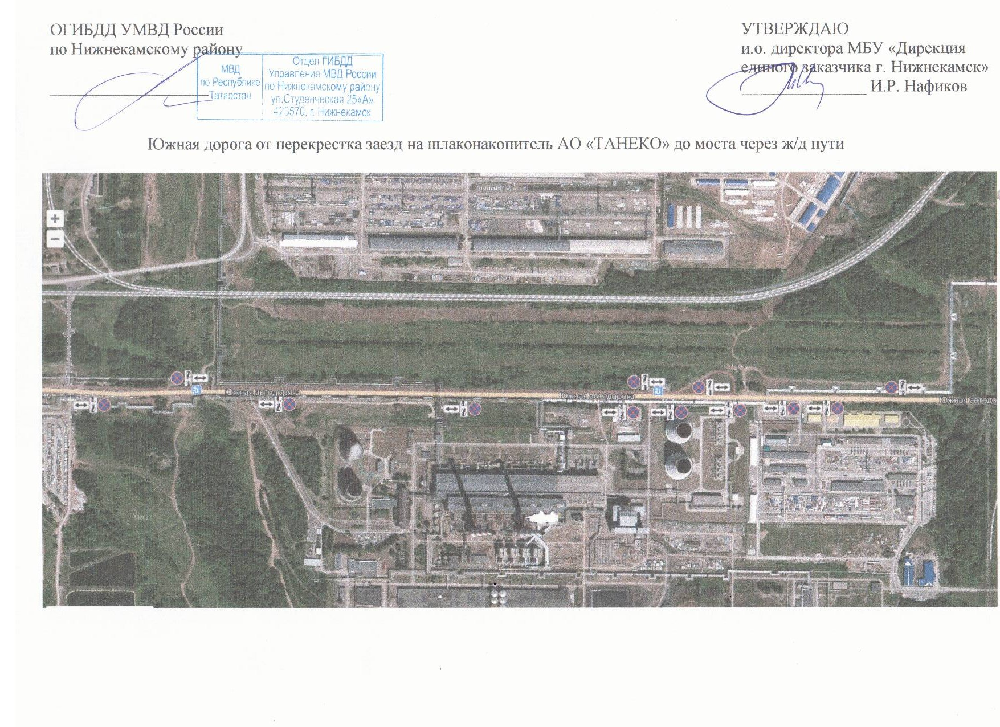 ОГИБДД УМВД России
по Нижнекамскому району
МВД
по Республике
Татарстан
Отдел ГИБДД
Управления МВД России
по Нижнекамскому району
ул.Студенческая 25«А»
423570, г. Нижнекамск
УТВЕРЖДАЮ
и.о. директора МБУ «Дирекция
единого заказчика г. Нижнекамск»
И.Р. Нафиков
Южная дорога от перекрестка заезд на шлаконакопитель АО «ТАНЕКО» до моста через ж/д пути
+
−
Yandex
Южная автодорога
Южная автодорога
Южная автодо
Yandex